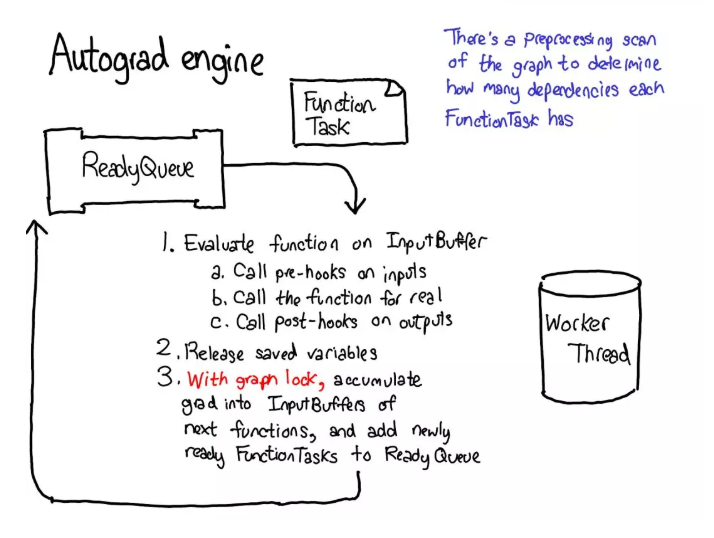 Autograd engine
There's a preprocessing scan
of the graph to determine
how many dependencies each
FunctionTask has
Function
Task
ReadyQueue
1. Evaluate function on InputBuffer
a. Call pre-hooks on inputs
b. Call the function for real
c. Call post-hooks on outputs
2. Release saved variables
3. With graph lock, accumulate
grad into InputBuffers of
next functions, and add newly
ready FunctionTasks to ReadyQueue
Worker
Thread